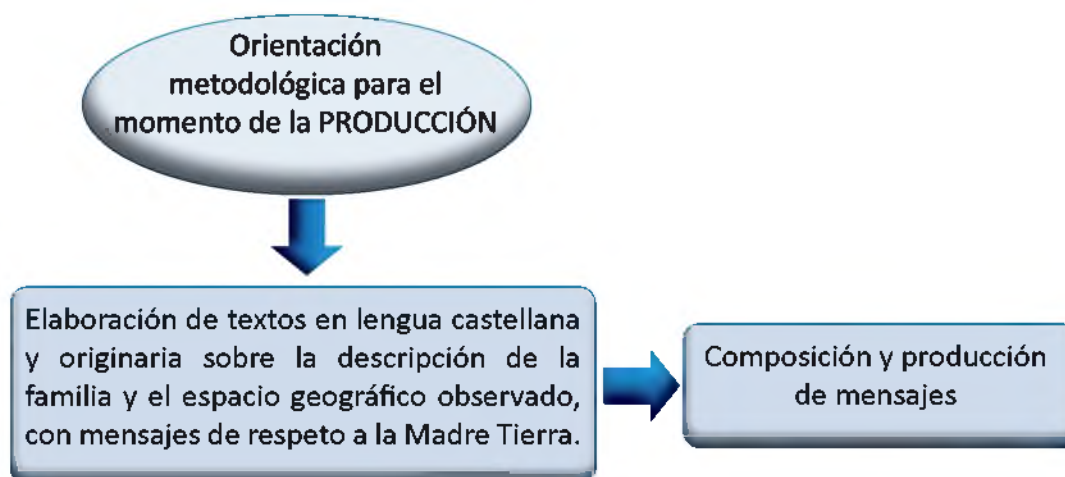 Orientación
metodológica para el
momento de la PRODUCCIÓN
Elaboración de textos en lengua castellana
y originaria sobre la descripción de la
familia y el espacio geográfico observado,
con mensajes de respeto a la Madre Tierra.
Composición y producción
de mensajes